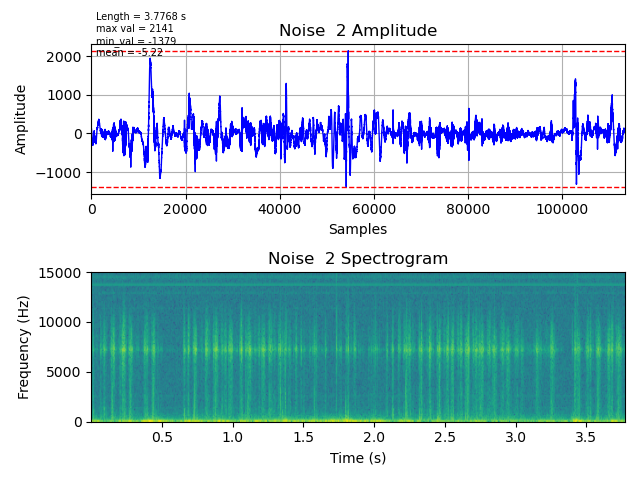 Length = 3.7768 s
max val = 2141
min_val = -1379
mean = -5.22
Noise  2 Amplitude
Amplitude
2000
1000
0
−1000
0 20000 40000 60000 80000 100000
Samples
Noise  2 Spectrogram
Frequency (Hz)
15000
10000
5000
0
0.5 1.0 1.5 2.0 2.5 3.0 3.5
Time (s)